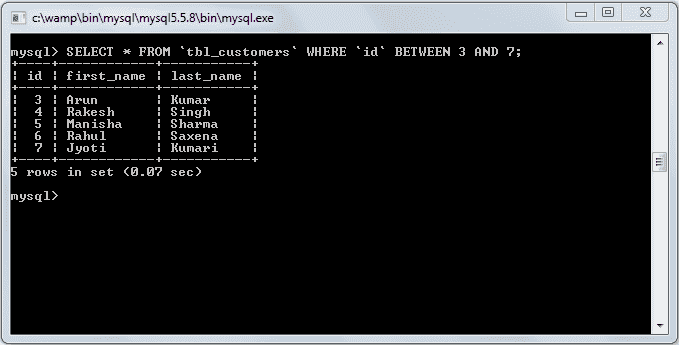 c:\wamp\bin\mysql\mysql5.5.8\bin\mysql.exe
mysql> SELECT * FROM `tbl_customers` WHERE `id` BETWEEN 3 AND 7;
+----+------------+-----------+
| id | first_name | last_name |
+----+------------+-----------+
|  3 | Arun       | Kumar     |
|  4 | Rakesh     | Singh     |
|  5 | Manisha    | Sharma    |
|  6 | Rahul      | Saxena    |
|  7 | Jyoti      | Kumari    |
+----+------------+-----------+
5 rows in set (0.07 sec)
mysql>